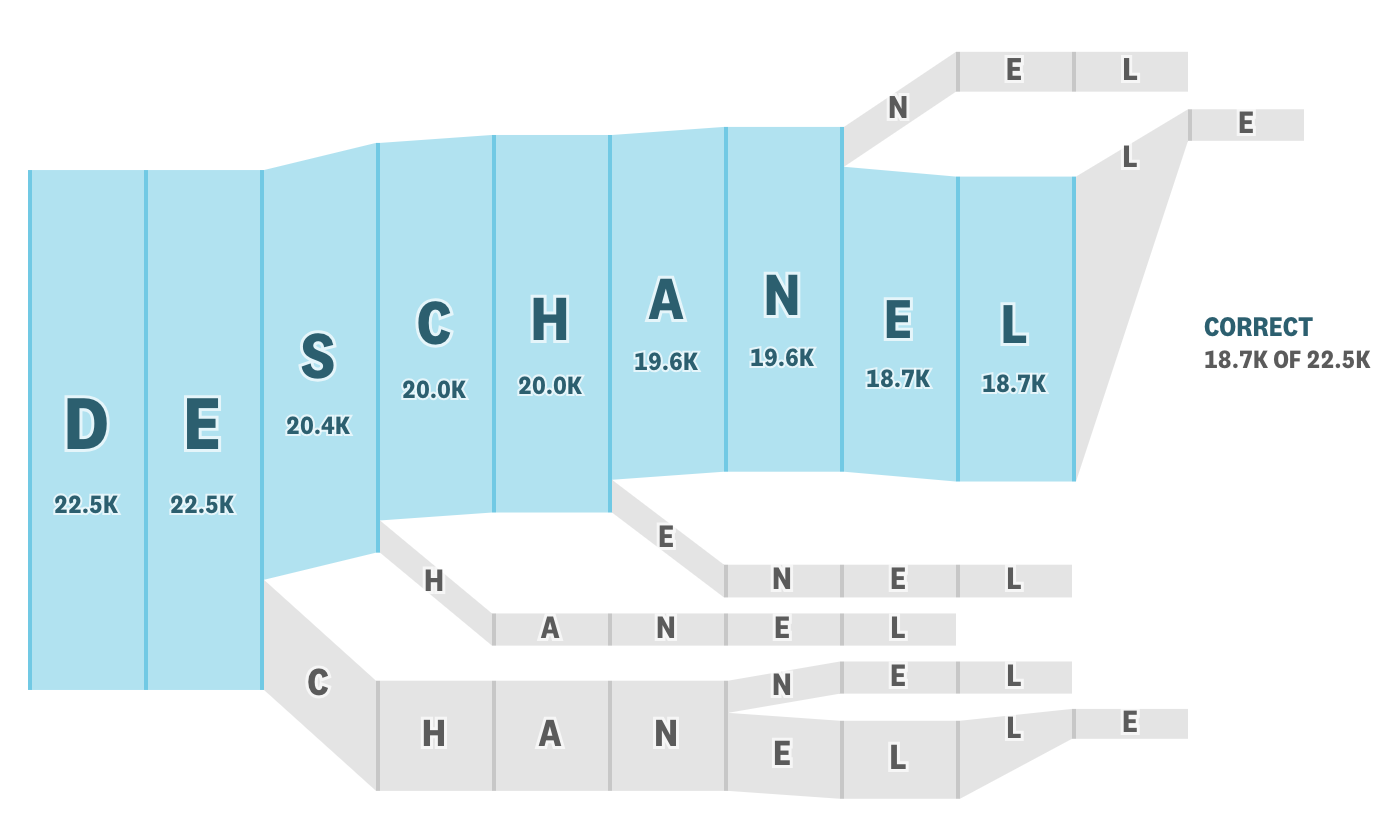 N E L
L E
D E S C H A N E L
22.5K 22.5K 20.4K 20.0K 20.0K 19.6K 19.6K 18.7K 18.7K
CORRECT
18.7K OF 22.5K
E N E L
H A N E L
C H A N N E L
E L L E